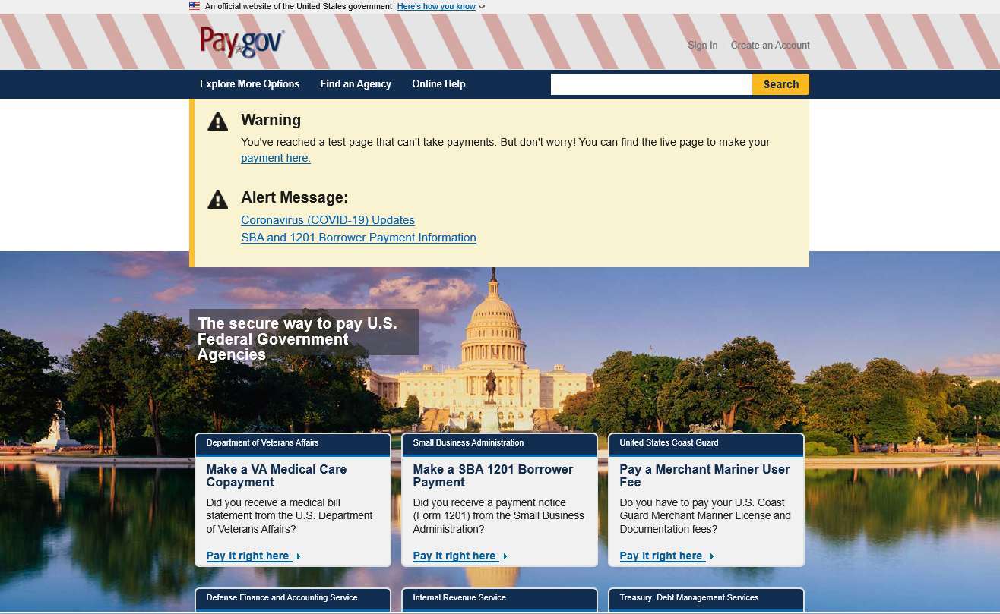 An official website of the United States government Here's how you know
Pay.gov®
Sign In Create an Account
Explore More Options Find an Agency Online Help Search
Warning
You've reached a test page that can't take payments. But don't worry! You can find the live page to make your
payment here.
Alert Message:
Coronavirus (COVID-19) Updates
SBA and 1201 Borrower Payment Information
The secure way to pay U.S.
Federal Government
Agencies
Department of Veterans Affairs
Make a VA Medical Care
Copayment
Did you receive a medical bill
statement from the U.S. Department
of Veterans Affairs?
Pay it right here
Small Business Administration
Make a SBA 1201 Borrower
Payment
Did you receive a payment notice
(Form 1201) from the Small Business
Administration?
Pay it right here
United States Coast Guard
Pay a Merchant Mariner User
Fee
Do you have to pay your U.S. Coast
Guard Merchant Mariner License and
Documentation fees?
Pay it right here
Defense Finance and Accounting Service
Internal Revenue Service
Treasury: Debt Management Services